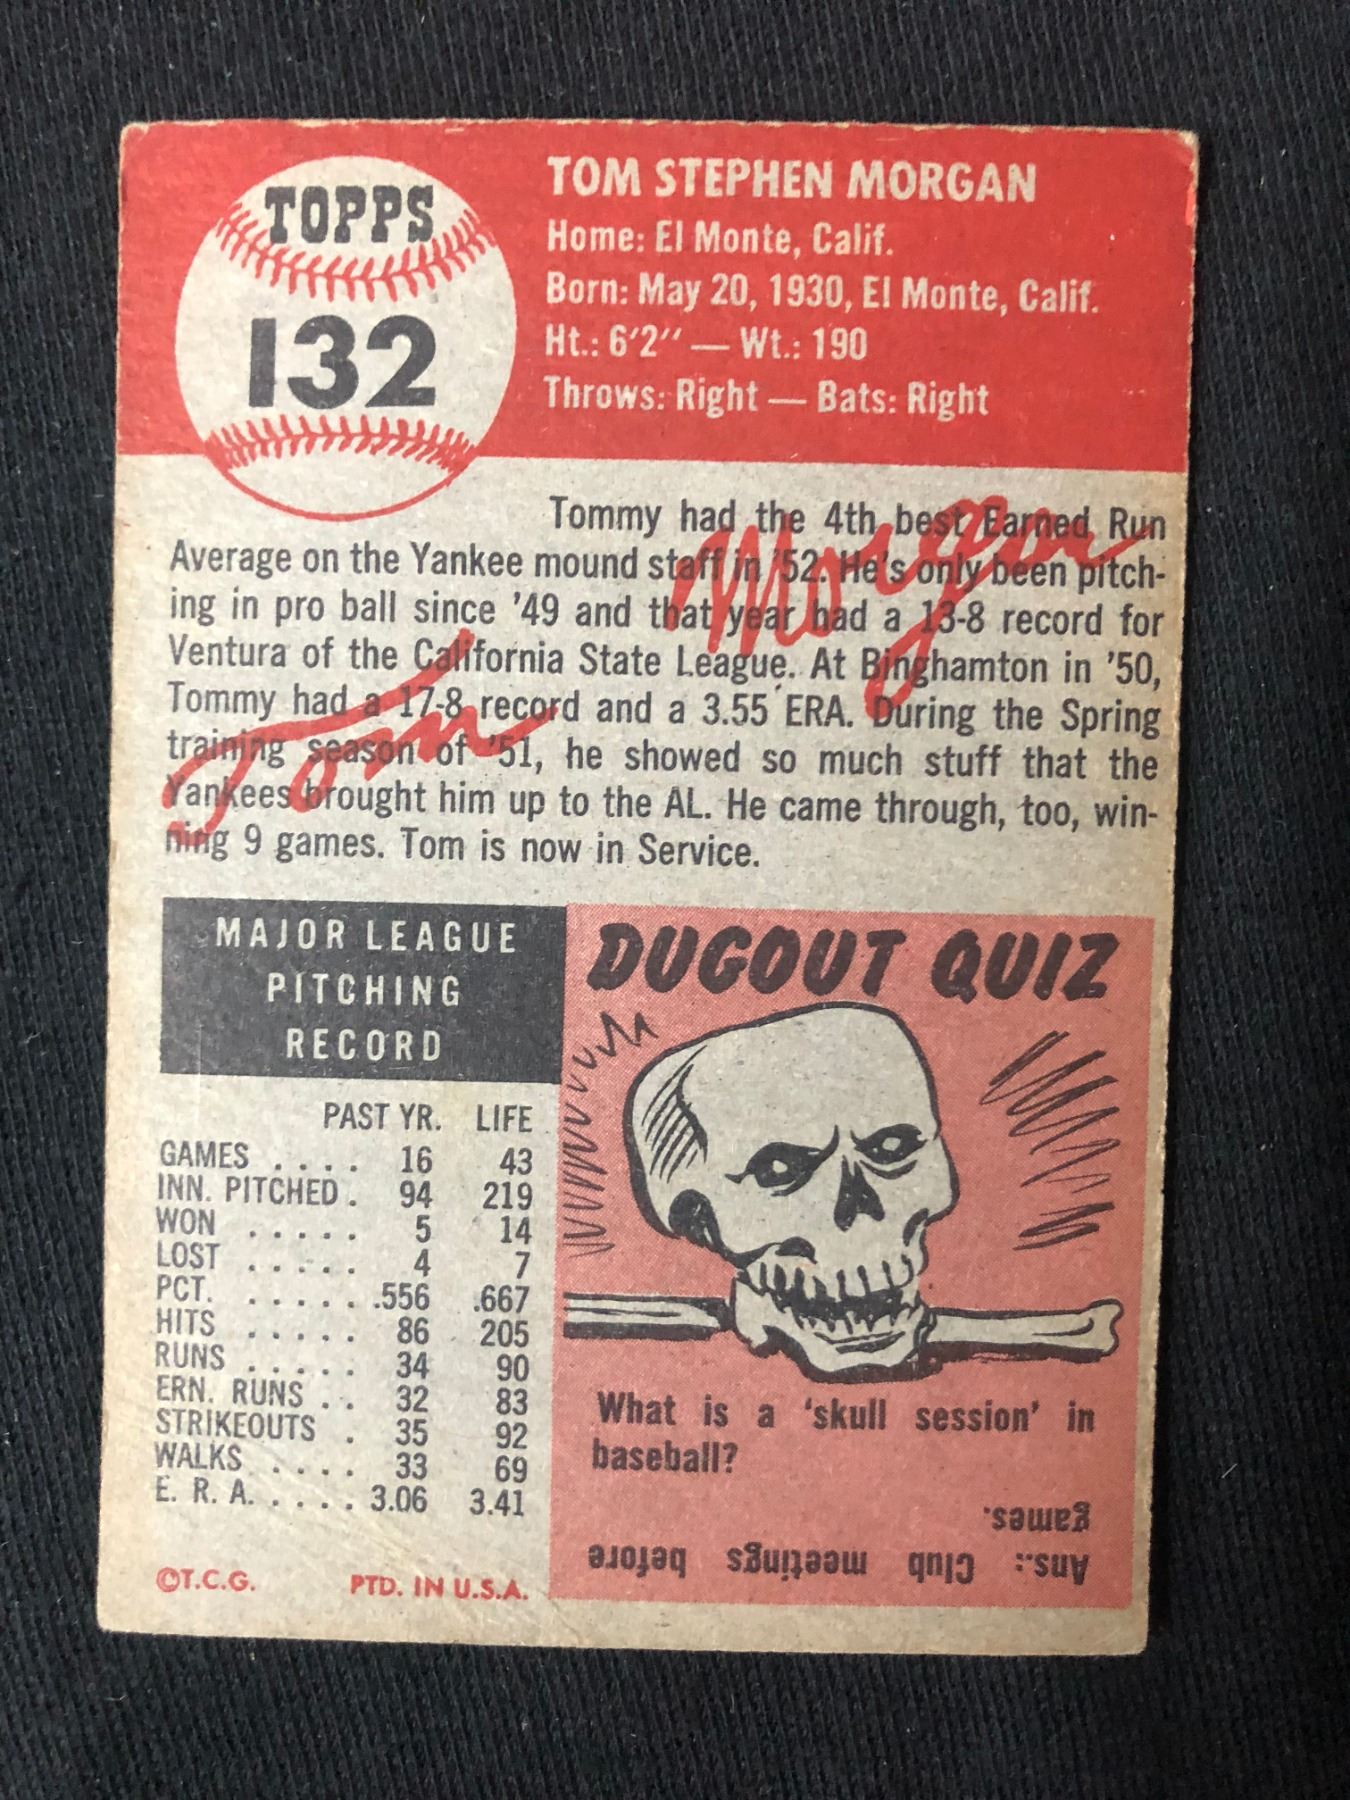 TOPPS
132
TOM STEPHEN MORGAN
Home: El Monte, Calif.
Born: May 20, 1930, El Monte, Calif.
Ht.: 6'2'' — Wt.: 190
Throws: Right — Bats: Right
Tommy had the 4th best Earned Run
Average on the Yankee mound staff in '52. He's only been pitch-
ing in pro ball since '49 and that year had a 13-8 record for
Ventura of the California State League. At Binghamton in '50,
Tommy had a 17-8 record and a 3.55 ERA. During the Spring
training season of '51, he showed so much stuff that the
Yankees brought him up to the AL. He came through, too, win-
ning 9 games. Tom is now in Service.
Tom Morgan
MAJOR LEAGUE
PITCHING
RECORD
PAST YR. LIFE
GAMES .... 16 43
INN. PITCHED . 94 219
WON ..... 5 14
LOST ..... 4 7
PCT. ...... .556 .667
HITS ..... 86 205
RUNS ..... 34 90
ERN. RUNS .. 32 83
STRIKEOUTS . 35 92
WALKS ..... 33 69
E. R. A. ..... 3.06 3.41
©T.C.G. PTD. IN U.S.A.
DUGOUT QUIZ
What is a 'skull session' in
baseball?
Ans.: Club meetings before
games.